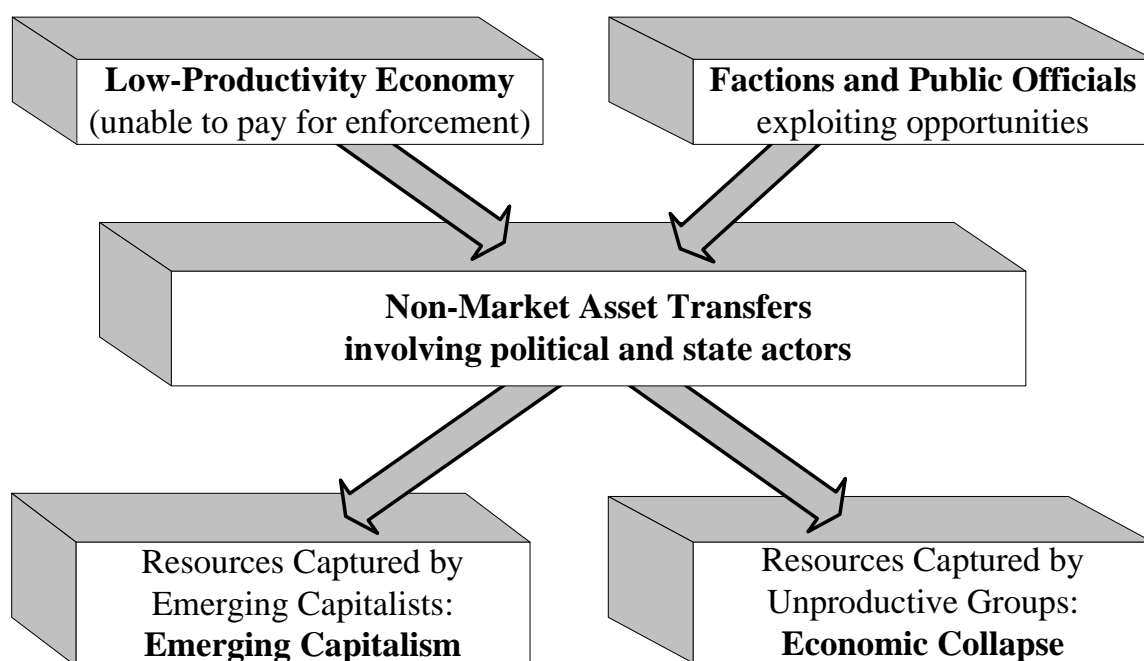 Low-Productivity Economy
(unable to pay for enforcement)
Factions and Public Officials
exploiting opportunities
Non-Market Asset Transfers
involving political and state actors
Resources Captured by
Emerging Capitalists:
Emerging Capitalism
Resources Captured by
Unproductive Groups:
Economic Collapse